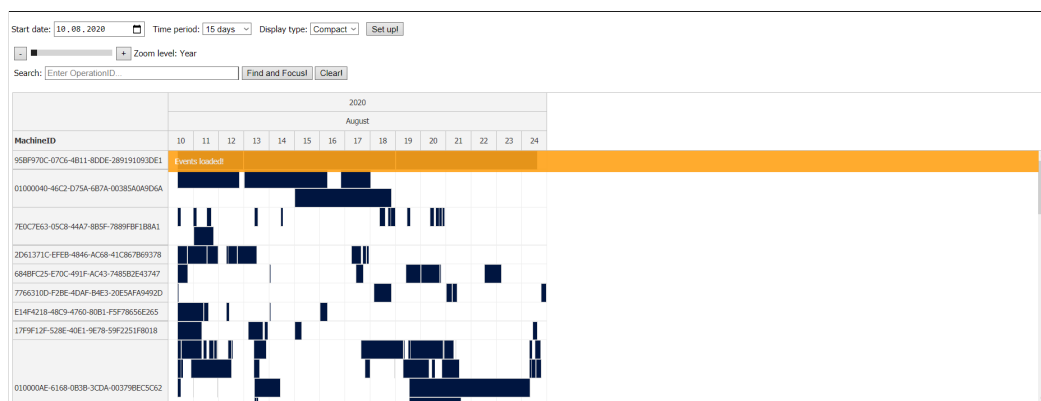 Start date: 10.08.2020 Time period: 15 days Display type: Compact Set up!
- + Zoom level: Year
Search: Enter OperationID... Find and Focus! Clear!
2020
August
MachineID 10 11 12 13 14 15 16 17 18 19 20 21 22 23 24
95BF970C-07C6-4B11-8DDE-289191093DE1 Events loaded!
01000040-46C2-D75A-6B7A-00385A0A9D6A
7E0C7E63-05C8-44A7-8B5F-7889FBF1B8A1
2D61371C-EFEB-4846-AC68-41C867B69378
684BFC25-E70C-491F-AC43-7485B2E43747
7766310D-F2BE-4DAF-B4E3-20E5AFA9492D
E14F4218-48C9-4760-80B1-F5F78656E265
17F9F12F-528E-40E1-9E78-59F2251F8018
010000AE-6168-0B3B-3CDA-00379BEC5C62